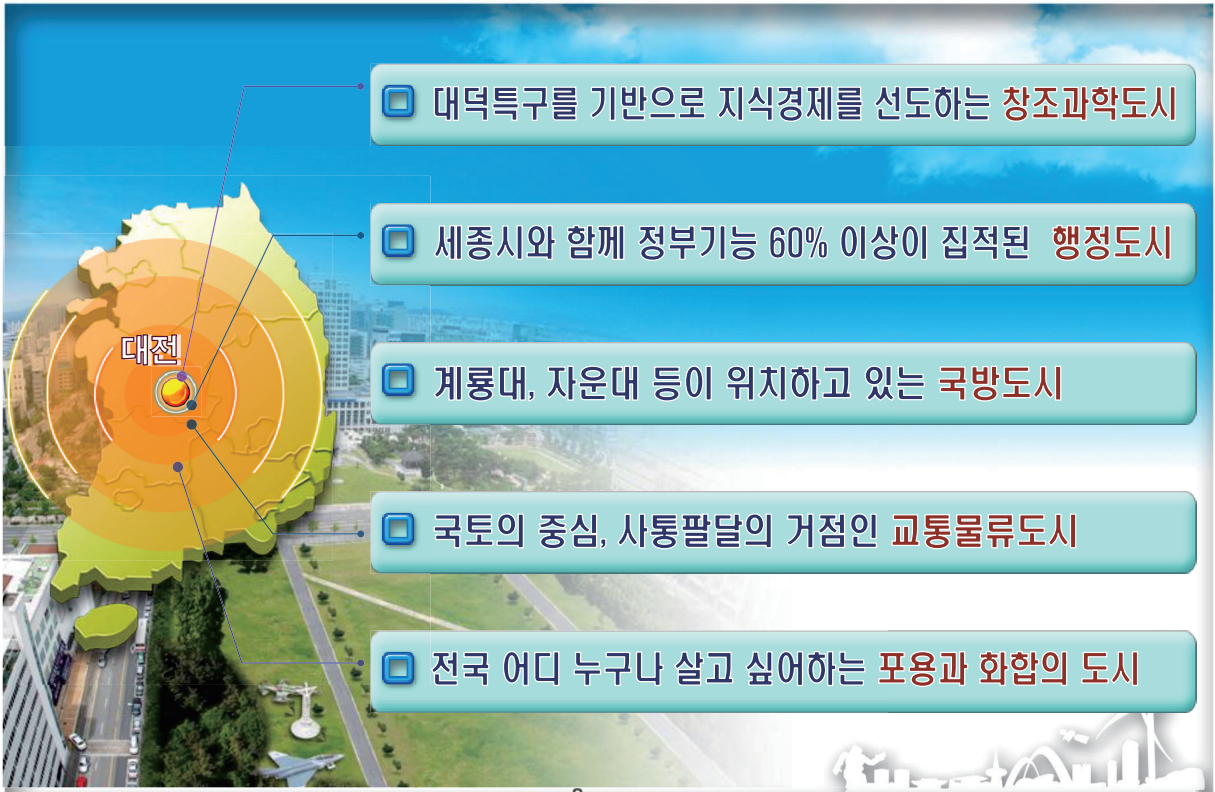 대덕특구를 기반으로 지식경제를 선도하는 창조과학도시
세종시와 함께 정부기능 60% 이상이 집적된 행정도시
대전
계룡대, 자운대 등이 위치하고 있는 국방도시
국토의 중심, 사통팔달의 거점인 교통물류도시
전국 어디 누구나 살고 싶어하는 포용과 화합의 도시